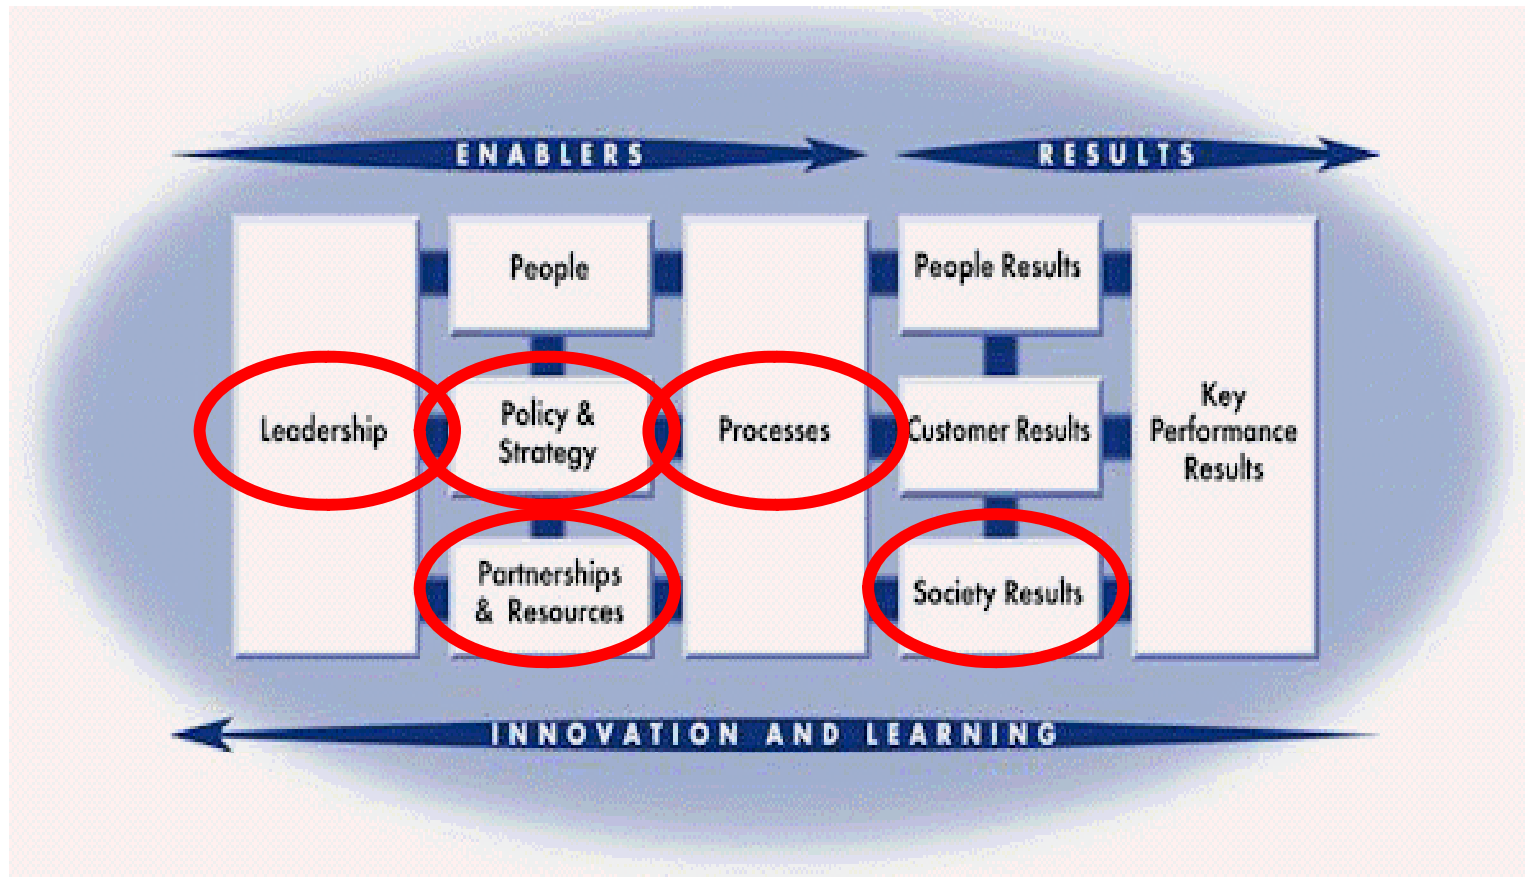 ENABLERS
RESULTS
People
People Results
Leadership
Policy &
Strategy
Processes
Customer Results
Key
Performance
Results
Partnerships
& Resources
Society Results
INNOVATION AND LEARNING